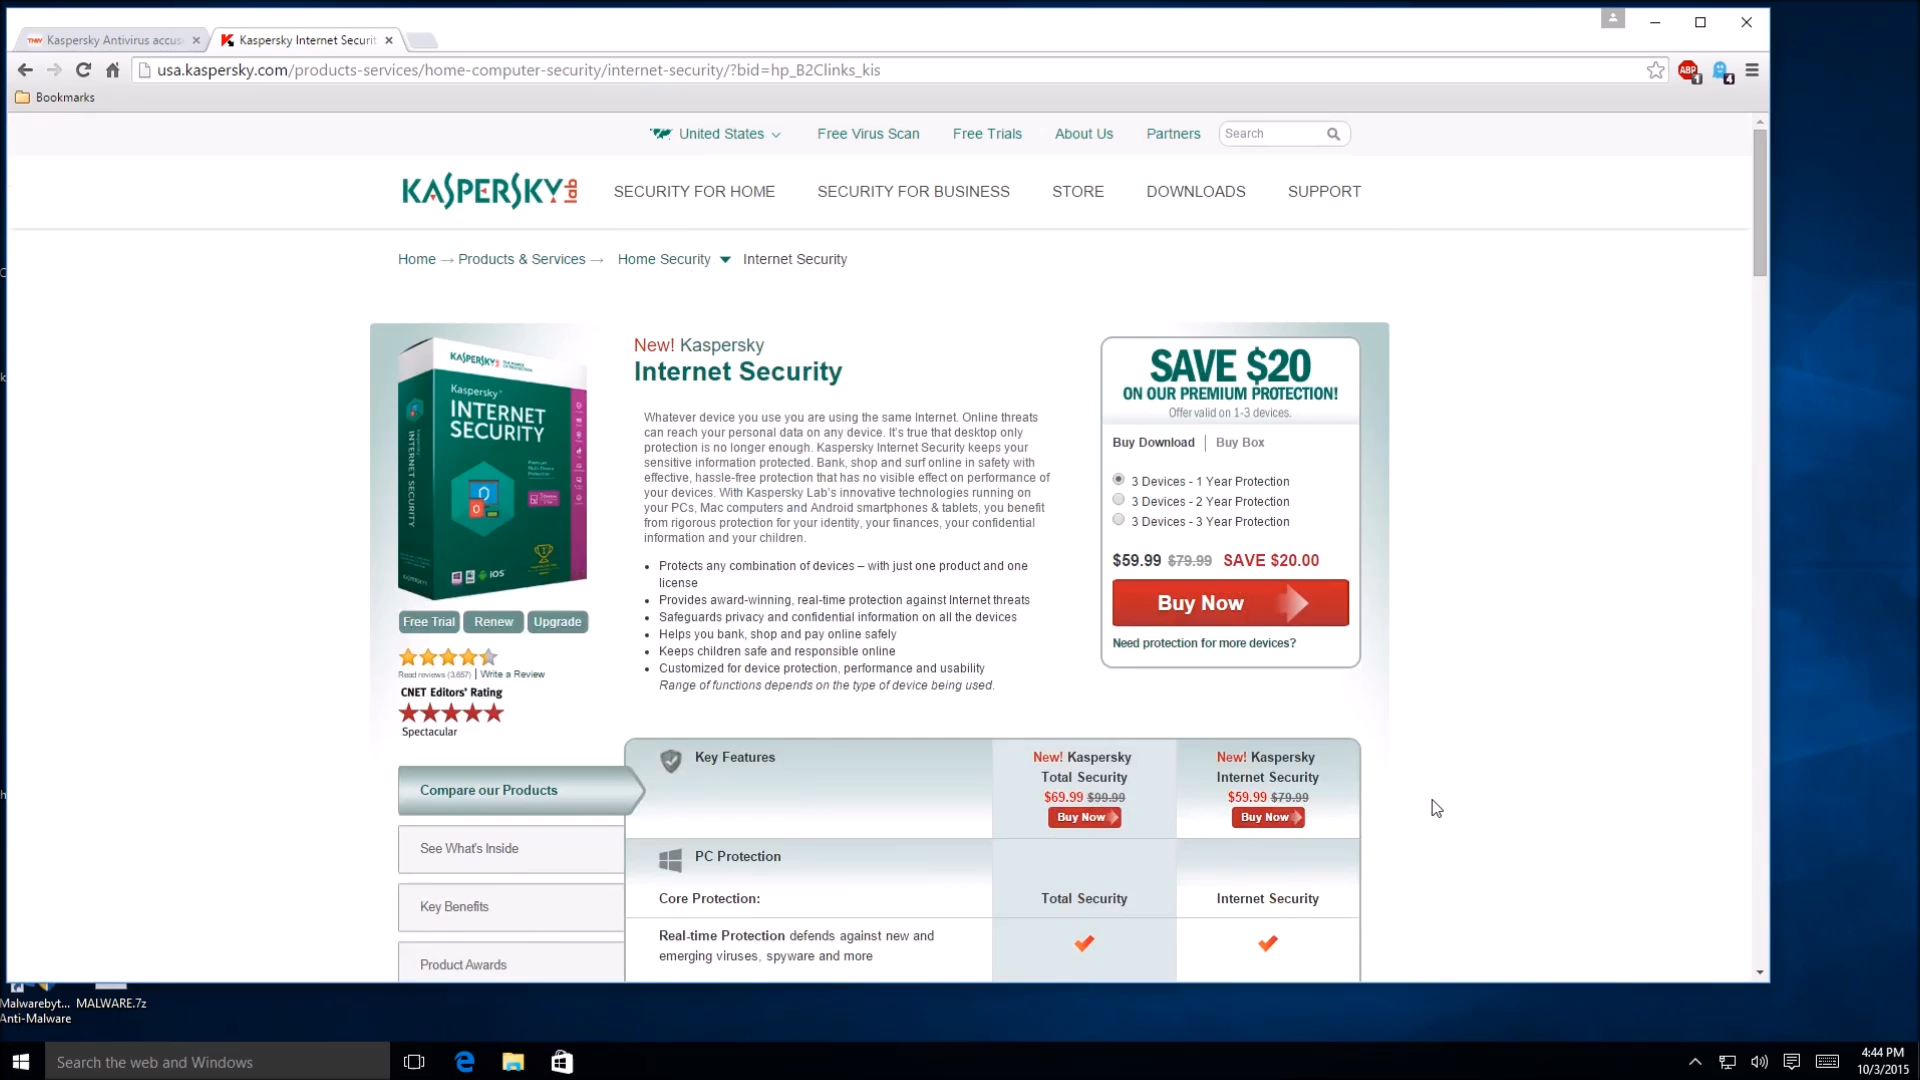 Kaspersky Antivirus accus
Kaspersky Internet Securit
usa.kaspersky.com/products-services/home-computer-security/internet-security/?bid=hp_B2Clinks_kis
ABP
1
4
Bookmarks
United States
Free Virus Scan
Free Trials
About Us
Partners
Search
KASPERSKY lab
SECURITY FOR HOME
SECURITY FOR BUSINESS
STORE
DOWNLOADS
SUPPORT
Home → Products & Services → Home Security Internet Security
KASPERSKY
Kaspersky
INTERNET
SECURITY
INTERNET SECURITY
iOS
Free Trial
Renew
Upgrade
Read reviews (3,657) | Write a Review
CNET Editors' Rating
Spectacular
New! Kaspersky
Internet Security
Whatever device you use you are using the same Internet. Online threats
can reach your personal data on any device. It's true that desktop only
protection is no longer enough. Kaspersky Internet Security keeps your
sensitive information protected. Bank, shop and surf online in safety with
effective, hassle-free protection that has no visible effect on performance of
your devices. With Kaspersky Lab's innovative technologies running on
your PCs, Mac computers and Android smartphones & tablets, you benefit
from rigorous protection for your identity, your finances, your confidential
information and your children.
• Protects any combination of devices – with just one product and one
license
• Provides award-winning, real-time protection against Internet threats
• Safeguards privacy and confidential information on all the devices
• Helps you bank, shop and pay online safely
• Keeps children safe and responsible online
• Customized for device protection, performance and usability
Range of functions depends on the type of device being used.
SAVE $20
ON OUR PREMIUM PROTECTION!
Offer valid on 1-3 devices.
Buy Download | Buy Box
3 Devices - 1 Year Protection
3 Devices - 2 Year Protection
3 Devices - 3 Year Protection
$59.99 $79.99 SAVE $20.00
Buy Now
Need protection for more devices?
Compare our Products
See What's Inside
Key Benefits
Product Awards
Key Features
New! Kaspersky
Total Security
$69.99 $99.99
Buy Now
New! Kaspersky
Internet Security
$59.99 $79.99
Buy Now
PC Protection
Core Protection:
Total Security
Internet Security
Real-time Protection defends against new and
emerging viruses, spyware and more
Malwarebyt...
Anti-Malware
MALWARE.7z
Search the web and Windows
4:44 PM
10/3/2015